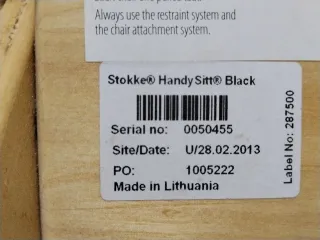 Always use the restraint system and
the chair attachment system.
Stokke® HandySitt® Black
Serial no: 0050455
Site/Date: U/28.02.2013
PO: 1005222
Made in Lithuania
Label No: 287500